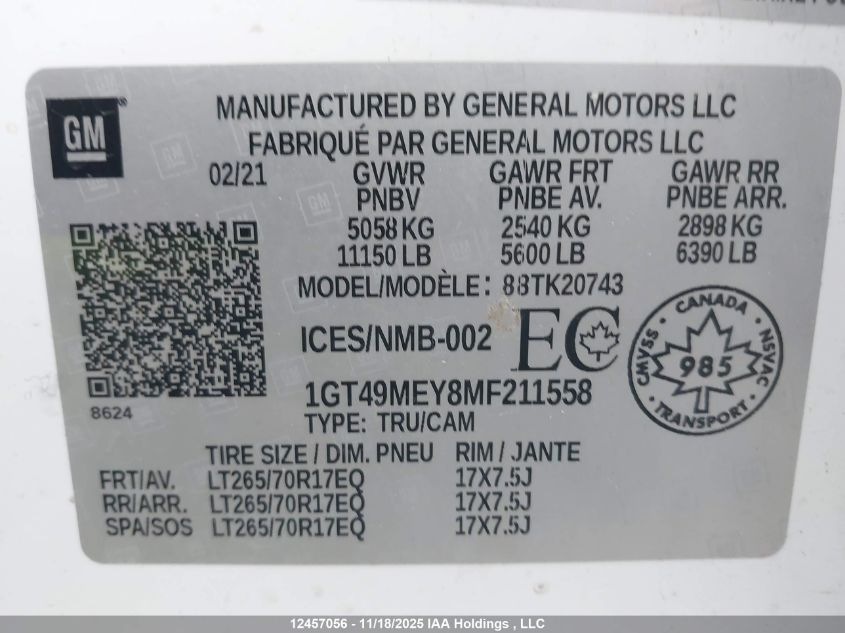 GM®
MANUFACTURED BY GENERAL MOTORS LLC
FABRIQUÉ PAR GENERAL MOTORS LLC
02/21 GVWR GAWR FRT GAWR RR
PNBV PNBE AV. PNBE ARR.
5058 KG 2540 KG 2898 KG
11150 LB 5600 LB 6390 LB
MODEL/MODÈLE: 88TK20743
ICES/NMB-002 EC
CANADA
CMVSS 985 NSVAC
TRANSPORT
1GT49MEY8MF211558
8624
TYPE: TRU/CAM
TIRE SIZE / DIM. PNEU RIM / JANTE
FRT/AV. LT265/70R17EQ 17X7.5J
RR/ARR. LT265/70R17EQ 17X7.5J
SPA/SOS LT265/70R17EQ 17X7.5J
12457056 - 11/18/2025 IAA Holdings , LLC